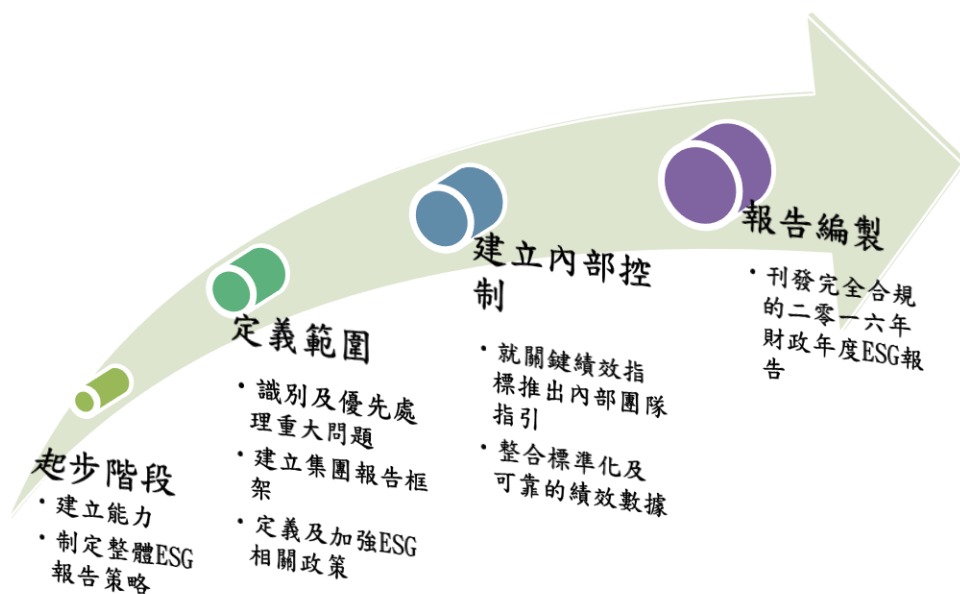 起步階段
• 建立能力
• 制定整體ESG
報告策略
定義範圍
• 識別及優先處
理重大問題
• 建立集團報告框
架
• 定義及加強ESG
相關政策
建立內部控
制
• 就關鍵績效指
標推出內部團隊
指引
• 整合標準化及
可靠的績效數據
報告編製
• 刊發完全合規
的二零一六年
財政年度ESG報
告